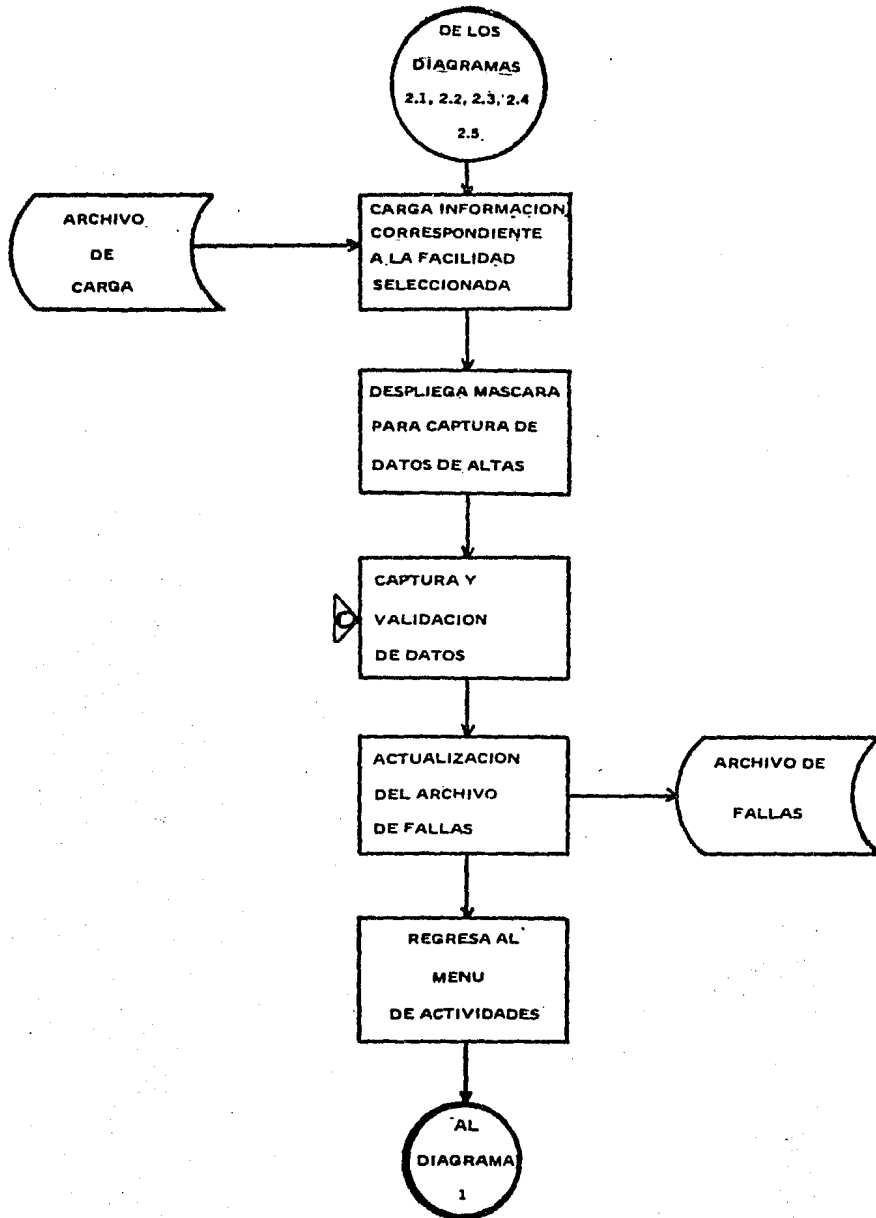 DE LOS
DIAGRAMAS
2.1, 2.2, 2.3, 2.4
2.5
ARCHIVO
DE
CARGA
CARGA INFORMACION
CORRESPONDIENTE
A LA FACILIDAD
SELECCIONADA
DESPLIEGA MASCARA
PARA CAPTURA DE
DATOS DE ALTAS
CAPTURA Y
VALIDACION
DE DATOS
ACTUALIZACION
DEL ARCHIVO
DE FALLAS
ARCHIVO DE
FALLAS
REGRESA AL
MENU
DE ACTIVIDADES
AL
DIAGRAMA
1